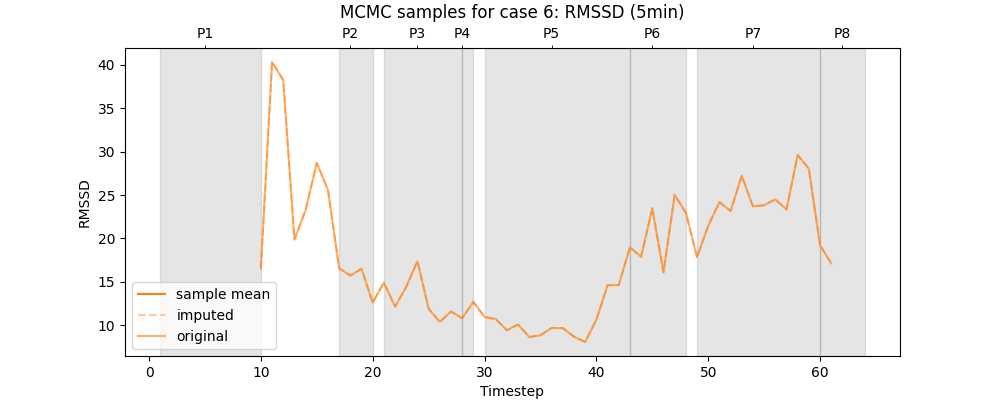 MCMC samples for case 6: RMSSD (5min)
P1 P2 P3 P4 P5 P6 P7 P8
40
35
30
25
20
15
10
RMSSD
sample mean
imputed
original
0 10 20 30 40 50 60
Timestep